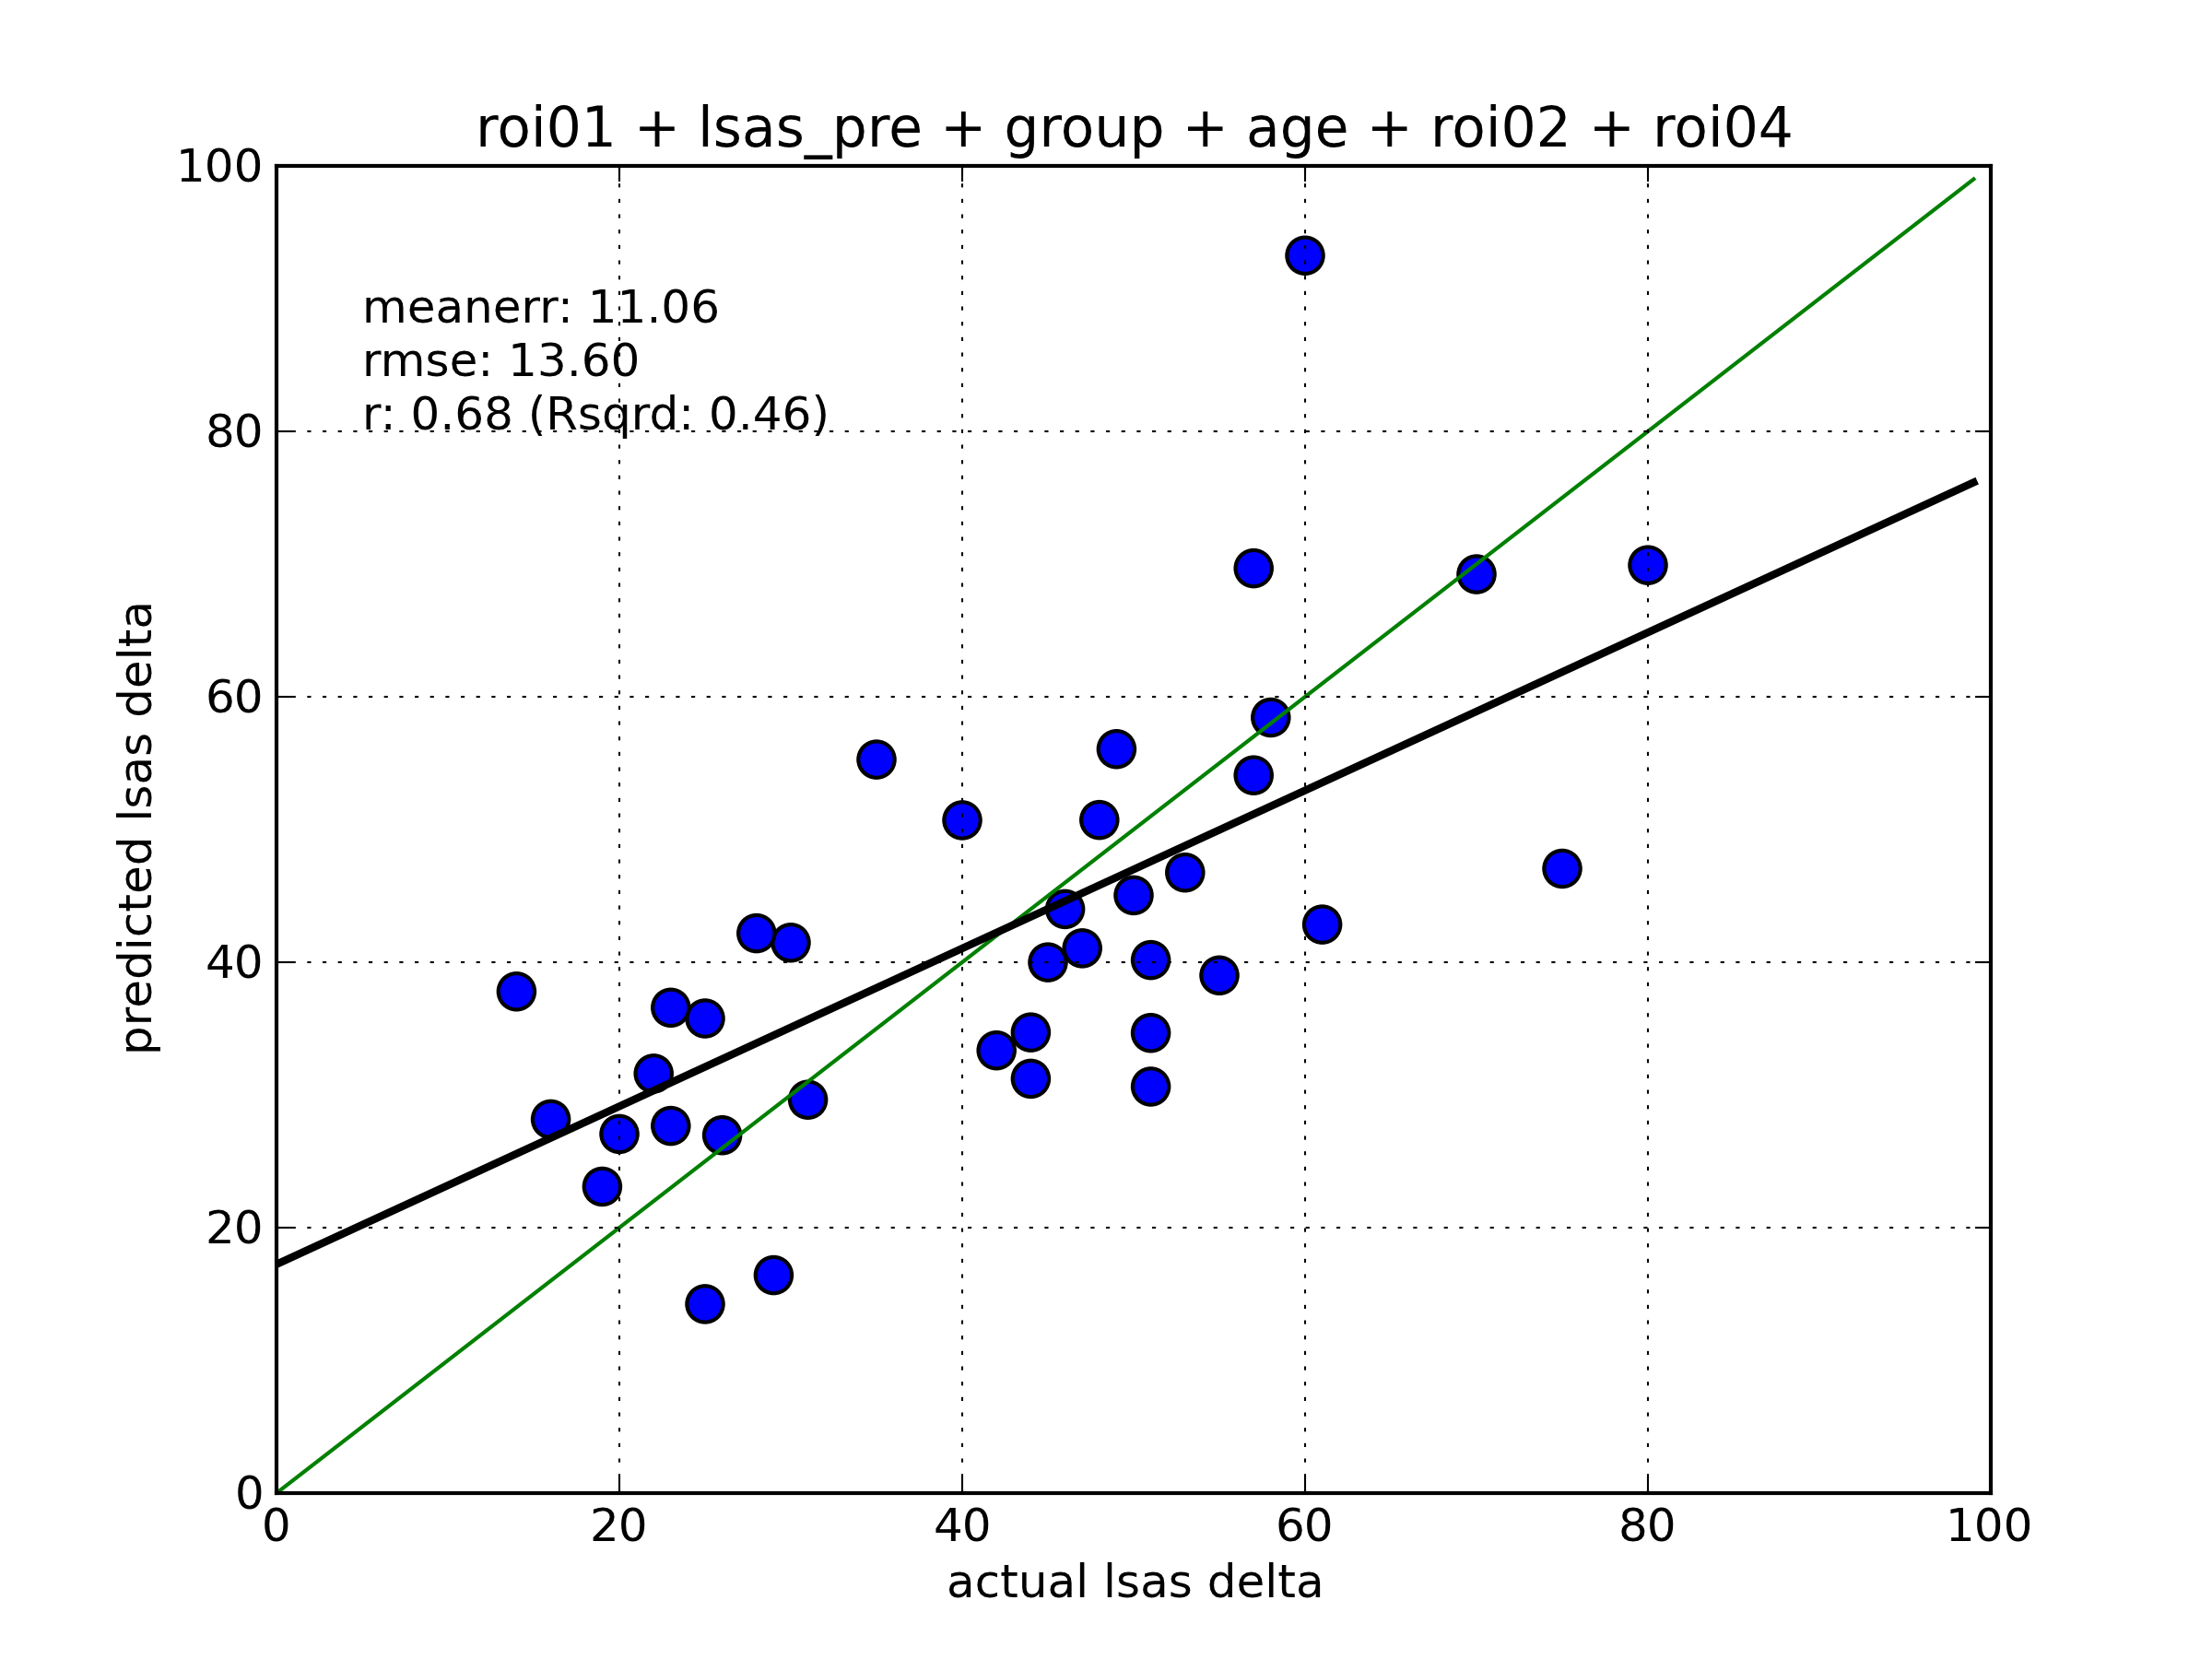 roi01 + lsas_pre + group + age + roi02 + roi04
100
80
60
40
20
0
meanerr: 11.06
rmse: 13.60
r: 0.68 (Rsqrd: 0.46)
predicted lsas delta
0
20
40
60
80
100
actual lsas delta